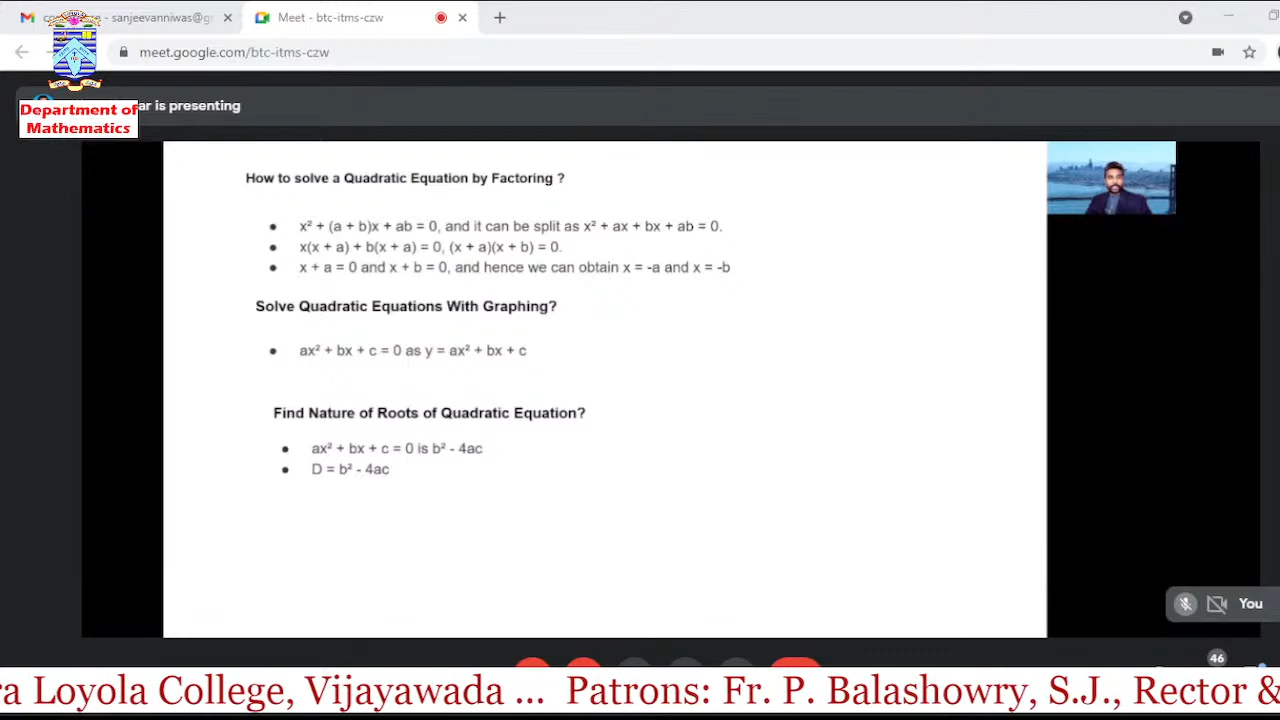 sanjeevanniwas@g
Meet - btc-itms-czw
meet.google.com/btc-itms-czw
Department of
Mathematics
ar is presenting
How to solve a Quadratic Equation by Factoring ?
• x² + (a + b)x + ab = 0, and it can be split as x² + ax + bx + ab = 0.
• x(x + a) + b(x + a) = 0, (x + a)(x + b) = 0.
• x + a = 0 and x + b = 0, and hence we can obtain x = -a and x = -b
Solve Quadratic Equations With Graphing?
• ax² + bx + c = 0 as y = ax² + bx + c
Find Nature of Roots of Quadratic Equation?
• ax² + bx + c = 0 is b² - 4ac
• D = b² - 4ac
You
46
ra Loyola College, Vijayawada ... Patrons: Fr. P. Balashowry, S.J., Rector &